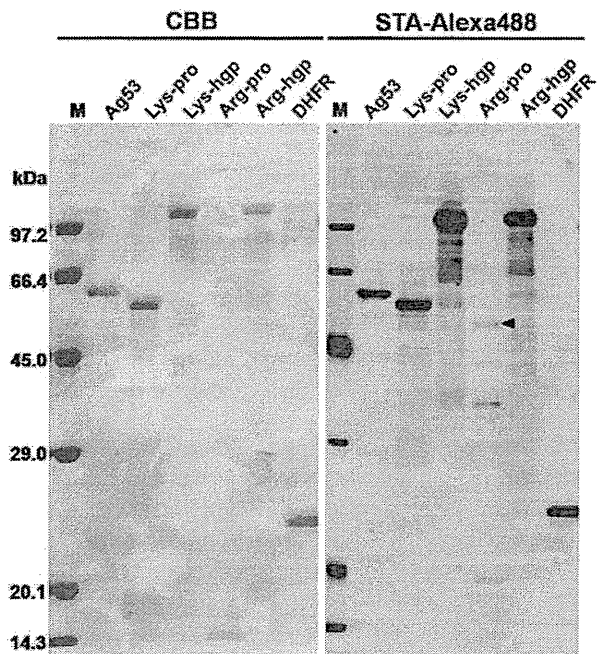 CBB STA-Alexa488
M Ag53 Lys-pro Lys-hgp Arg-pro Arg-hgp DHFR M Ag53 Lys-pro Lys-hgp Arg-pro Arg-hgp DHFR
kDa
97.2
66.4
45.0
29.0
20.1
14.3